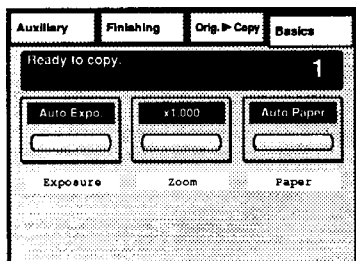 Auxiliary Finishing Orig.▶Copy Basics
Ready to copy. 1
Auto Expo. x1.000 Auto Paper
Exposure Zoom Paper